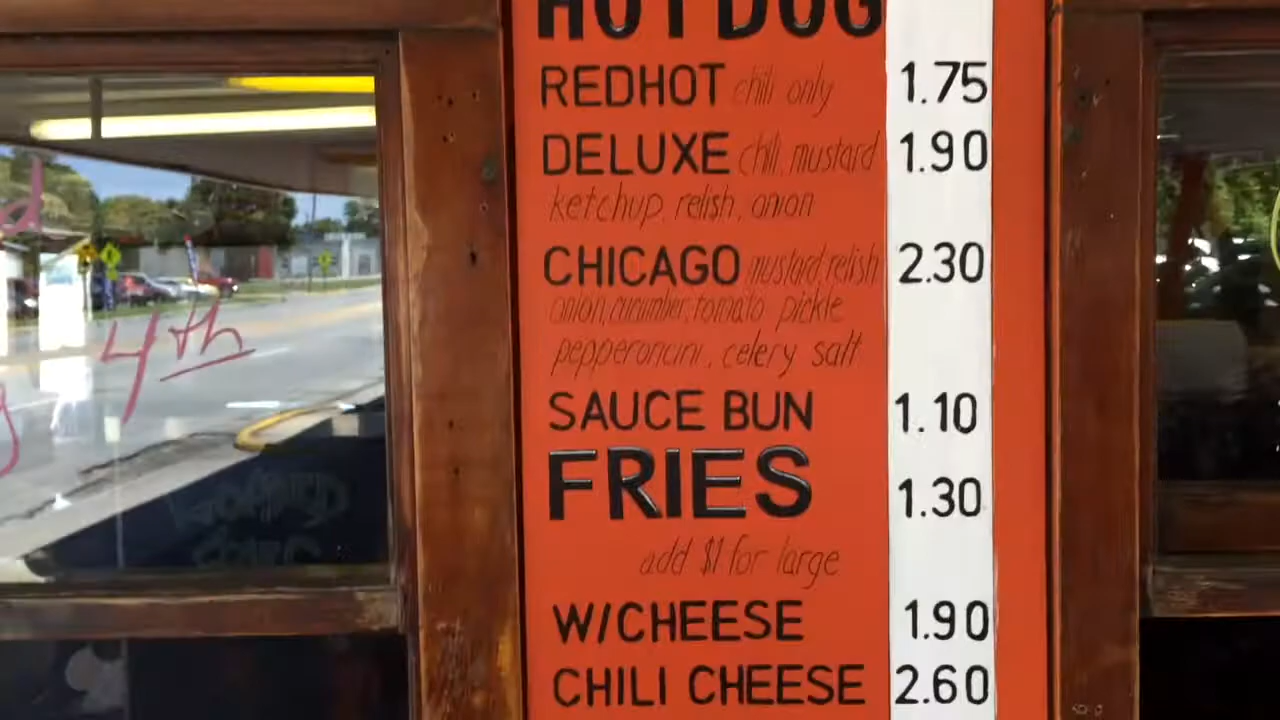 HOT DOG
REDHOT chili only 1.75
DELUXE chili, mustard 1.90
ketchup, relish, onion
CHICAGO mustard, relish 2.30
onion, cucumber, tomato pickle
pepperoncini, celery salt
SAUCE BUN 1.10
FRIES 1.30
add $1 for large
W/CHEESE 1.90
CHILI CHEESE 2.60
4th